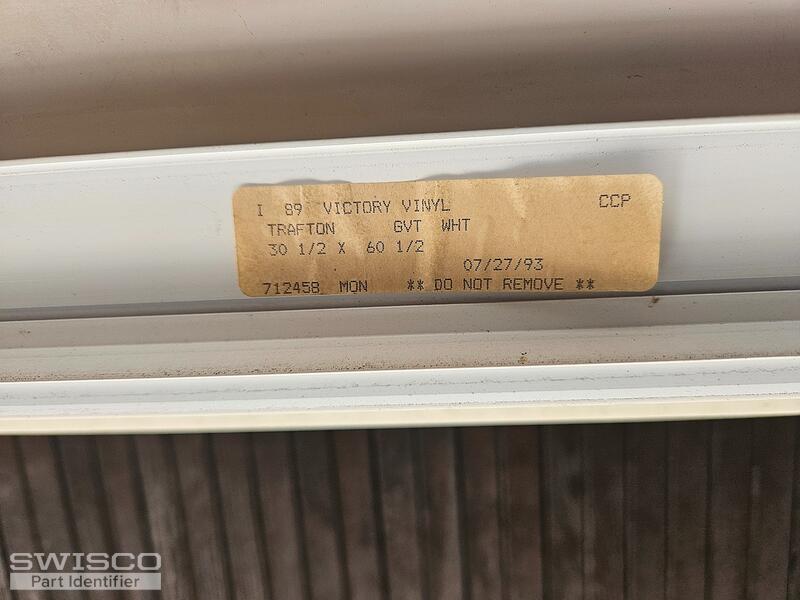 I 89 VICTORY VINYL CCP
TRAFTON GVT WHT
30 1/2 X 60 1/2
07/27/93
712458 MON ** DO NOT REMOVE **
SWISCO
Part Identifier